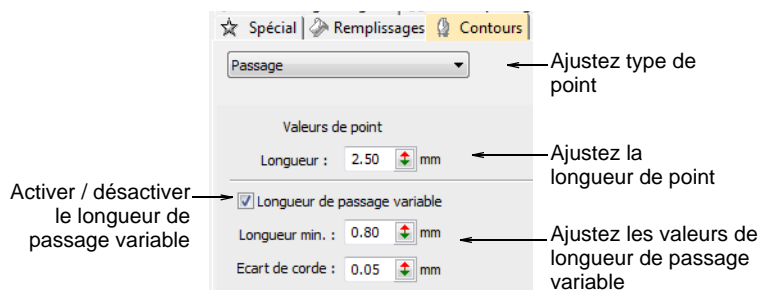 Spécial Remplissages Contours
Passage
Ajustez type de
point
Valeurs de point
Longueur : 2.50 mm
Ajustez la
longueur de point
Activer / désactiver
le longueur de
passage variable
Longueur de passage variable
Longueur min. : 0.80 mm
Ecart de corde : 0.05 mm
Ajustez les valeurs de
longueur de passage
variable